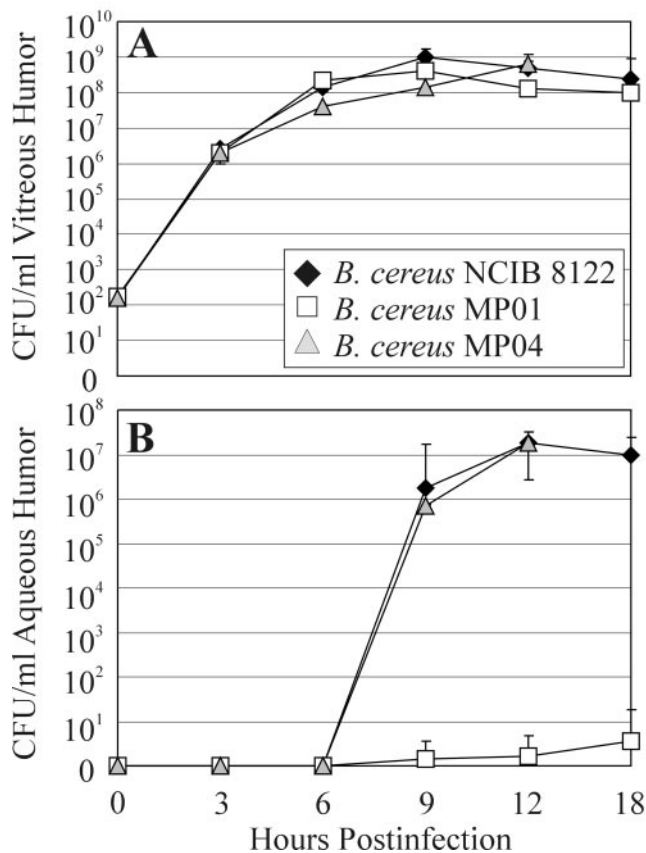 A
CFU/ml Vitreous Humor
10^10
10^9
10^8
10^7
10^6
10^5
10^4
10^3
10^2
10^1
0
B. cereus NCIB 8122
B. cereus MP01
B. cereus MP04
B
CFU/ml Aqueous Humor
10^8
10^7
10^6
10^5
10^4
10^3
10^2
10^1
0
0 3 6 9 12 18
Hours Postinfection